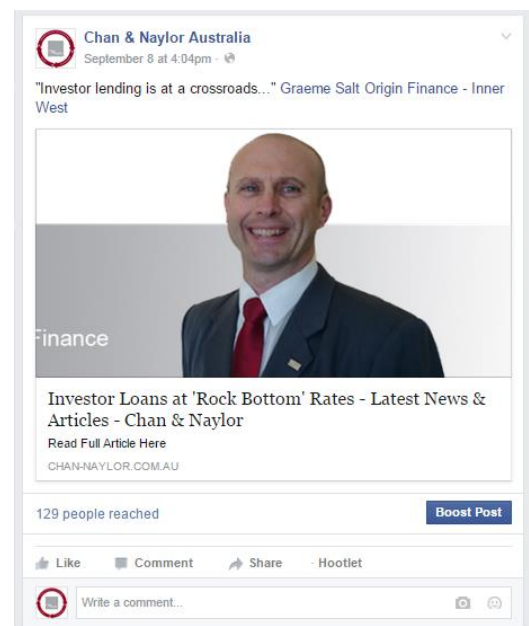 Chan & Naylor Australia
September 8 at 4:04pm ·
"Investor lending is at a crossroads..." Graeme Salt Origin Finance - Inner
West
Finance
Investor Loans at 'Rock Bottom' Rates - Latest News &
Articles - Chan & Naylor
Read Full Article Here
CHAN-NAYLOR.COM.AU
129 people reached
Boost Post
Like Comment Share · Hootlet
Write a comment...